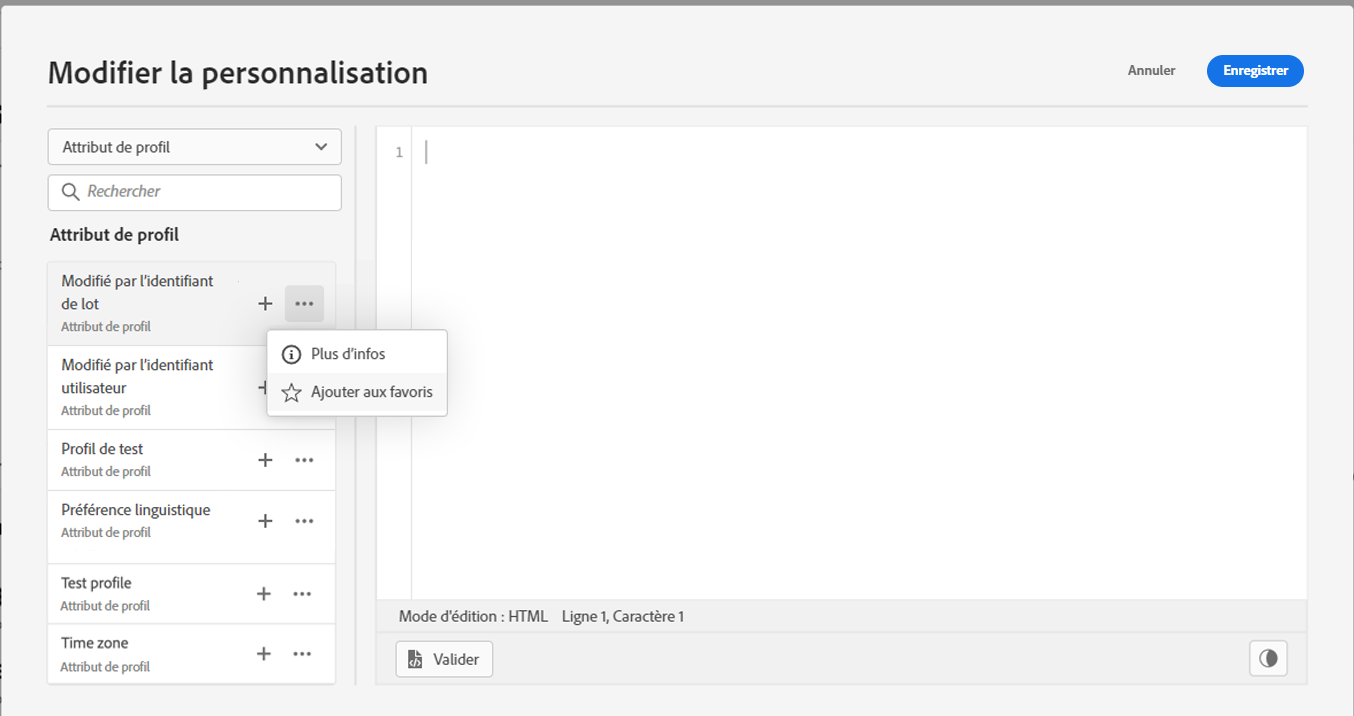 Modifier la personnalisation
Annuler
Enregistrer
Attribut de profil
Rechercher
Attribut de profil
Modifié par l’identifiant
de lot
Attribut de profil
Plus d’infos
Ajouter aux favoris
Modifié par l’identifiant
utilisateur
Attribut de profil
Profil de test
Attribut de profil
Préférence linguistique
Attribut de profil
Test profile
Attribut de profil
Time zone
Attribut de profil
1
Mode d'édition : HTML Ligne 1, Caractère 1
Valider